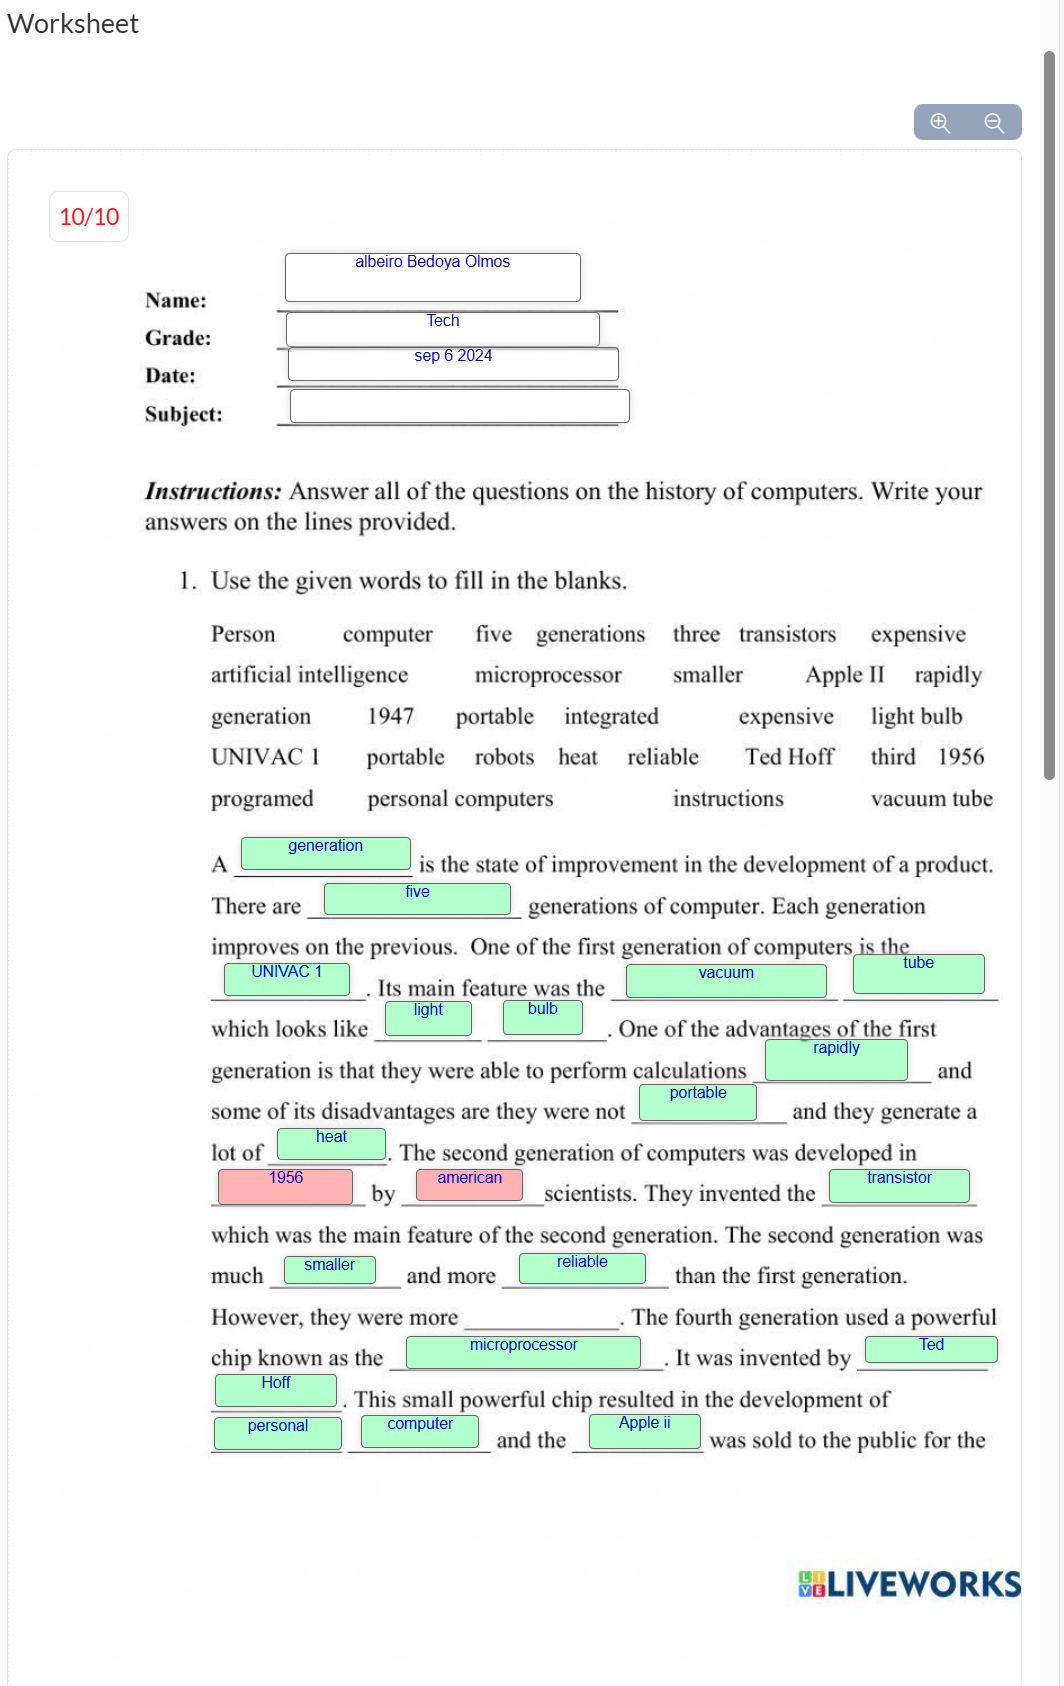 Worksheet
10/10
Name: albeiro Bedoya Olmos
Grade: Tech
Date: sep 6 2024
Subject:
Instructions: Answer all of the questions on the history of computers. Write your
answers on the lines provided.
1. Use the given words to fill in the blanks.
Person computer five generations three transistors expensive
artificial intelligence microprocessor smaller Apple II rapidly
generation 1947 portable integrated expensive light bulb
UNIVAC 1 portable robots heat reliable Ted Hoff third 1956
programed personal computers instructions vacuum tube
A generation is the state of improvement in the development of a product.
There are five generations of computer. Each generation
improves on the previous. One of the first generation of computers is the
UNIVAC 1 . Its main feature was the vacuum tube
which looks like light bulb . One of the advantages of the first
generation is that they were able to perform calculations rapidly and
some of its disadvantages are they were not portable and they generate a
lot of heat . The second generation of computers was developed in
1956 by american scientists. They invented the transistor
which was the main feature of the second generation. The second generation was
much smaller and more reliable than the first generation.
However, they were more ____________. The fourth generation used a powerful
chip known as the microprocessor . It was invented by Ted
Hoff . This small powerful chip resulted in the development of
personal computer and the Apple ii was sold to the public for the
LIVE LIVEWORKS